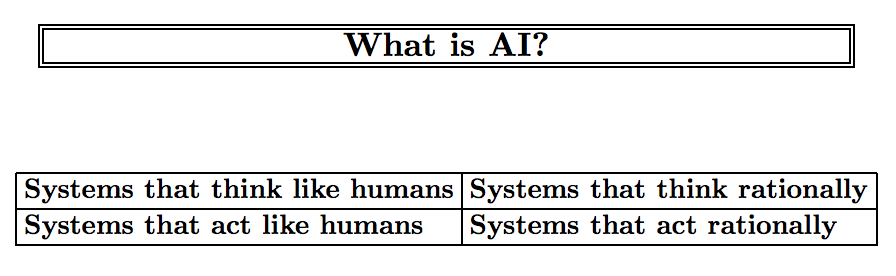 What is AI?
Systems that think like humans Systems that think rationally
Systems that act like humans Systems that act rationally